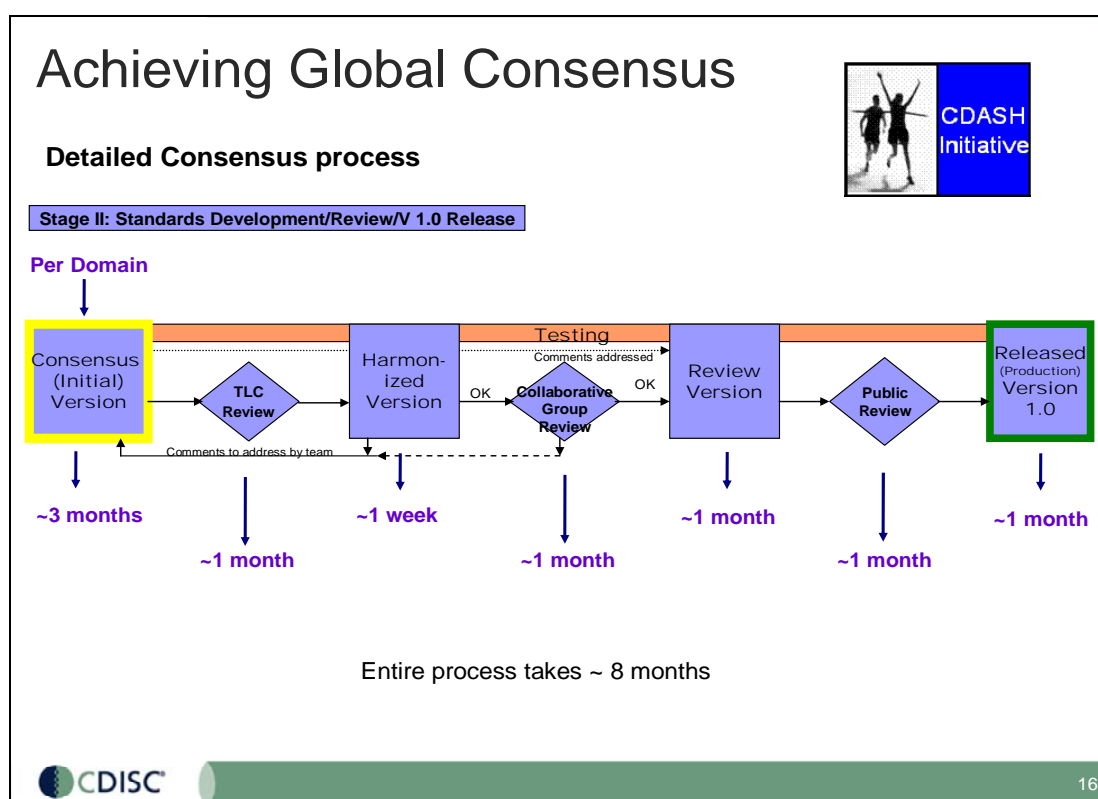 Achieving Global Consensus
CDASH
Initiative
Detailed Consensus process
Stage II: Standards Development/Review/V 1.0 Release
Per Domain
Testing
Comments addressed
Consensus
(Initial)
Version
TLC
Review
Harmon-
ized
Version
OK
Collaborative
Group
Review
OK
Review
Version
Public
Review
Released
(Production)
Version
1.0
Comments to address by team
~3 months
~1 month
~1 week
~1 month
~1 month
~1 month
~1 month
Entire process takes ~ 8 months
CDISC
16